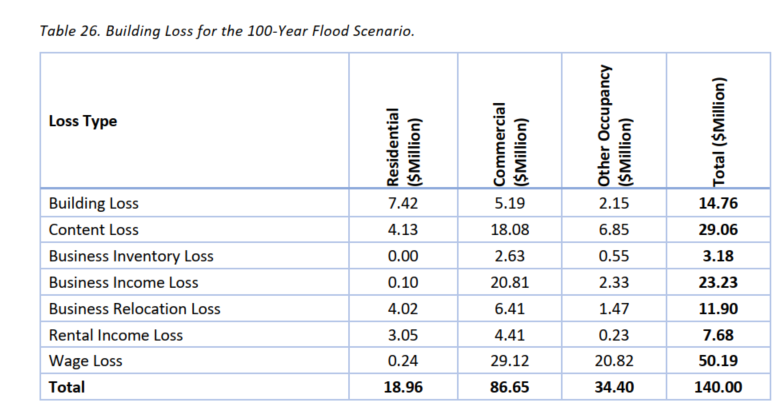 Table 26. Building Loss for the 100-Year Flood Scenario.
Loss Type Residential ($Million) Commercial ($Million) Other Occupancy ($Million) Total ($Million)
Building Loss 7.42 5.19 2.15 14.76
Content Loss 4.13 18.08 6.85 29.06
Business Inventory Loss 0.00 2.63 0.55 3.18
Business Income Loss 0.10 20.81 2.33 23.23
Business Relocation Loss 4.02 6.41 1.47 11.90
Rental Income Loss 3.05 4.41 0.23 7.68
Wage Loss 0.24 29.12 20.82 50.19
Total 18.96 86.65 34.40 140.00